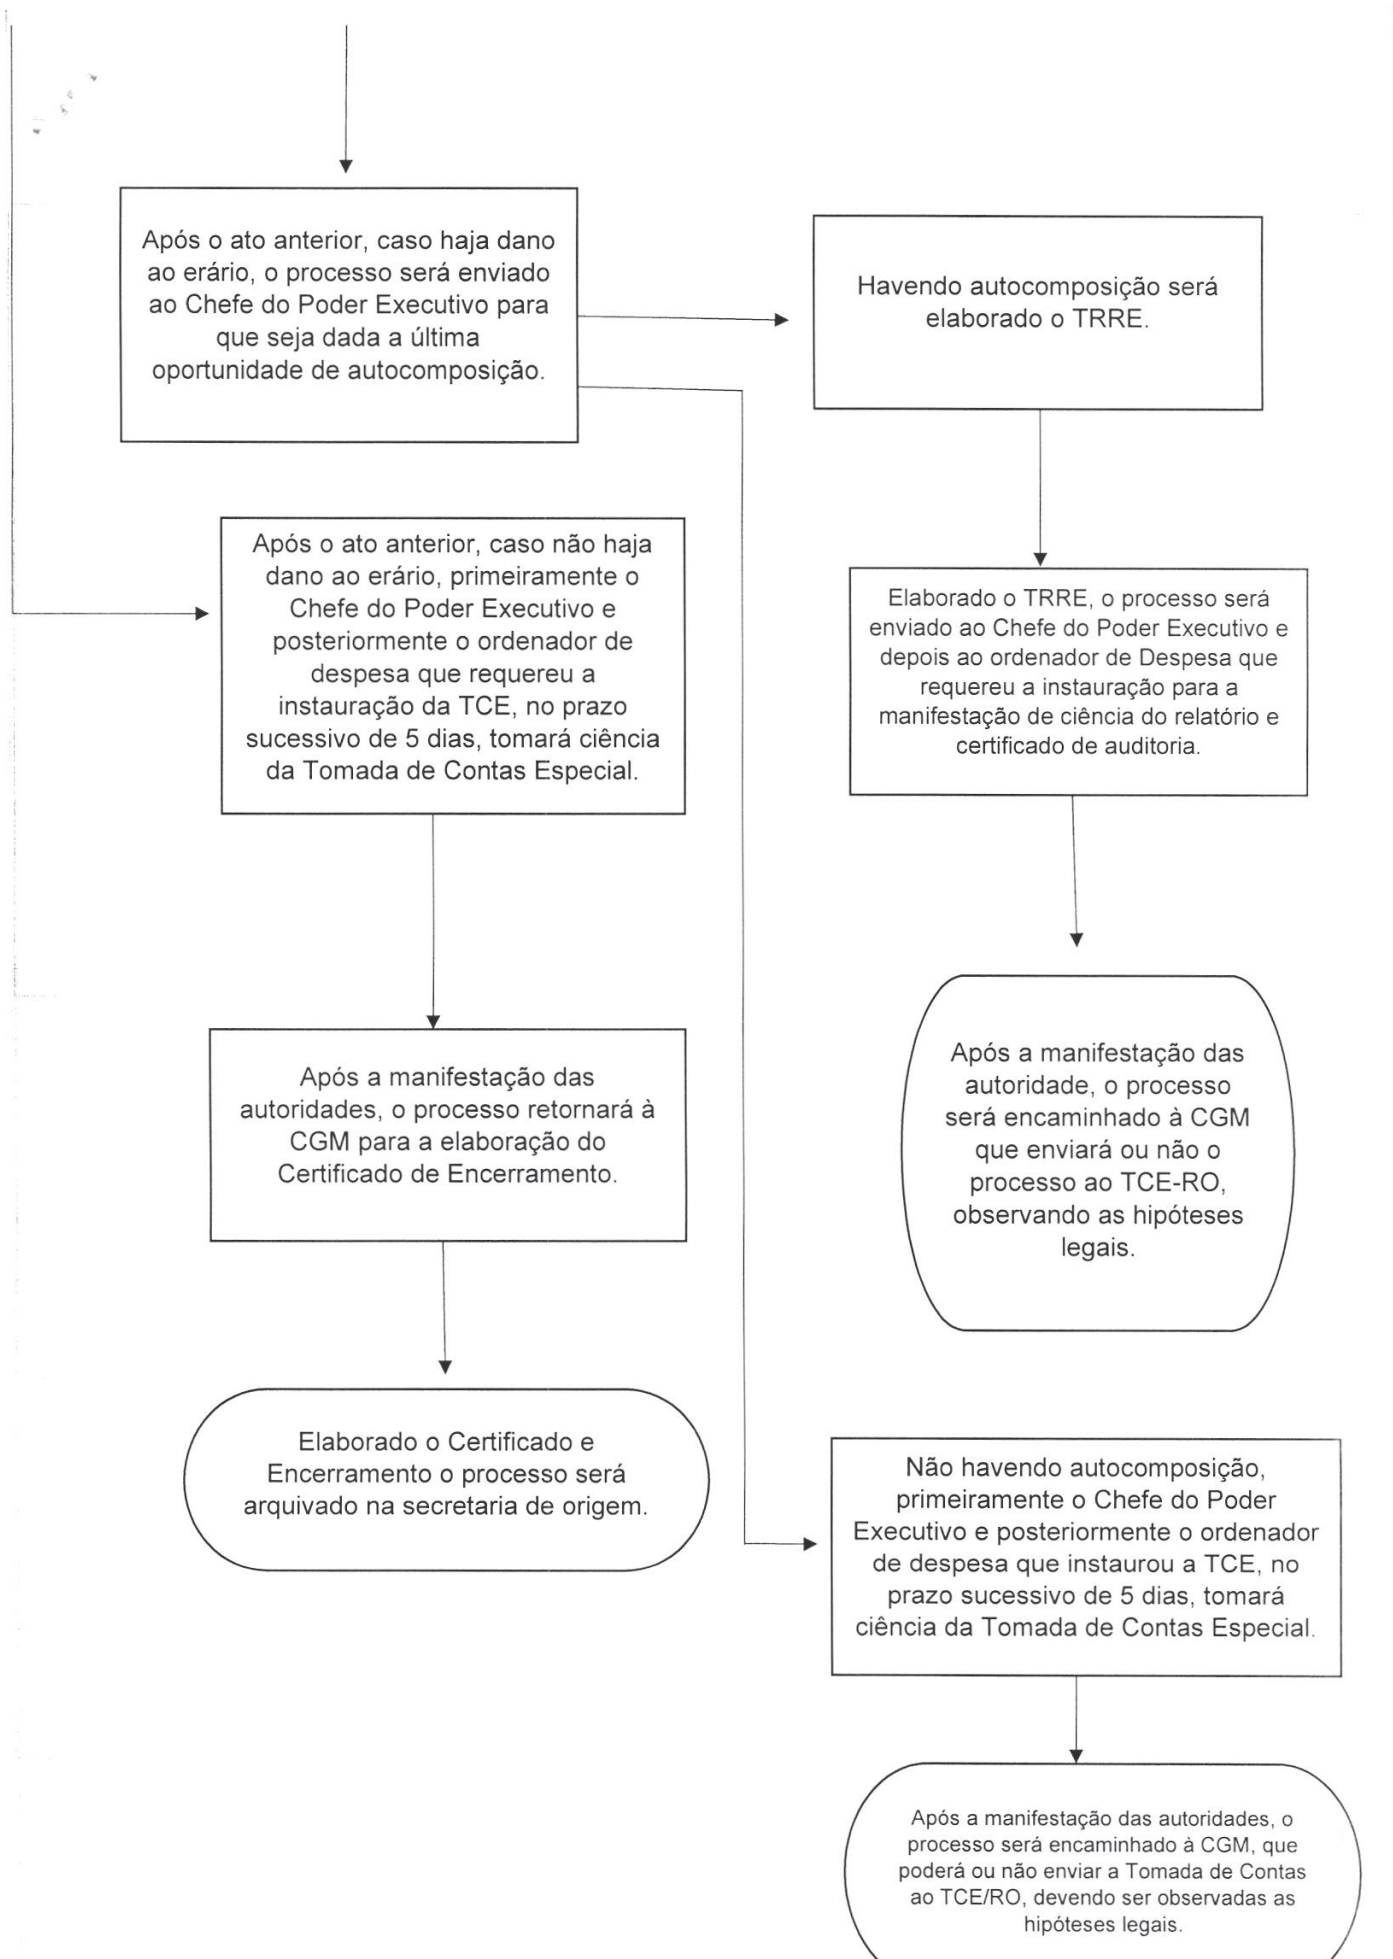 Após o ato anterior, caso haja dano
ao erário, o processo será enviado
ao Chefe do Poder Executivo para
que seja dada a última
oportunidade de autocomposição.
Havendo autocomposição será
elaborado o TRRE.
Após o ato anterior, caso não haja
dano ao erário, primeiramente o
Chefe do Poder Executivo e
posteriormente o ordenador de
despesa que requereu a
instauração da TCE, no prazo
sucessivo de 5 dias, tomará ciência
da Tomada de Contas Especial.
Elaborado o TRRE, o processo será
enviado ao Chefe do Poder Executivo e
depois ao ordenador de Despesa que
requereu a instauração para a
manifestação de ciência do relatório e
certificado de auditoria.
Após a manifestação das
autoridades, o processo retornará à
CGM para a elaboração do
Certificado de Encerramento.
Após a manifestação das
autoridade, o processo
será encaminhado à CGM
que enviará ou não o
processo ao TCE-RO,
observando as hipóteses
legais.
Elaborado o Certificado e
Encerramento o processo será
arquivado na secretaria de origem.
Não havendo autocomposição,
primeiramente o Chefe do Poder
Executivo e posteriormente o ordenador
de despesa que instaurou a TCE, no
prazo sucessivo de 5 dias, tomará
ciência da Tomada de Contas Especial.
Após a manifestação das autoridades, o
processo será encaminhado à CGM, que
poderá ou não enviar a Tomada de Contas
ao TCE/RO, devendo ser observadas as
hipóteses legais.